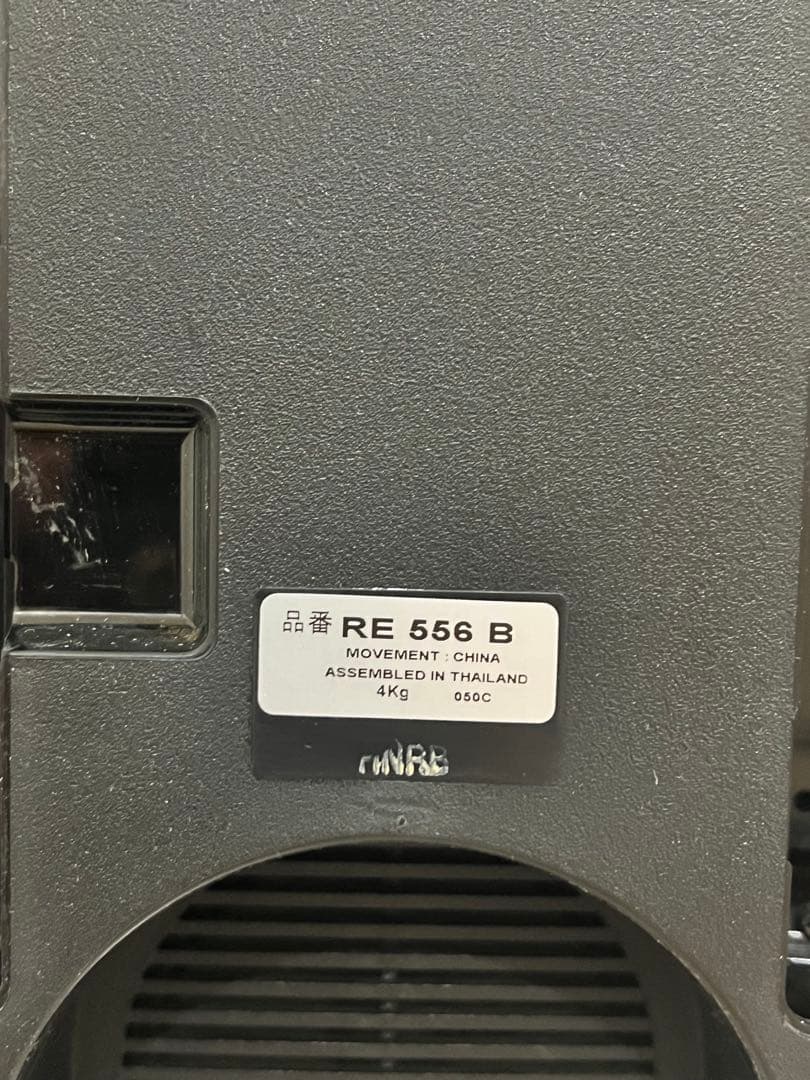 品番 RE 556 B
MOVEMENT : CHINA
ASSEMBLED IN THAILAND
4Kg 050C